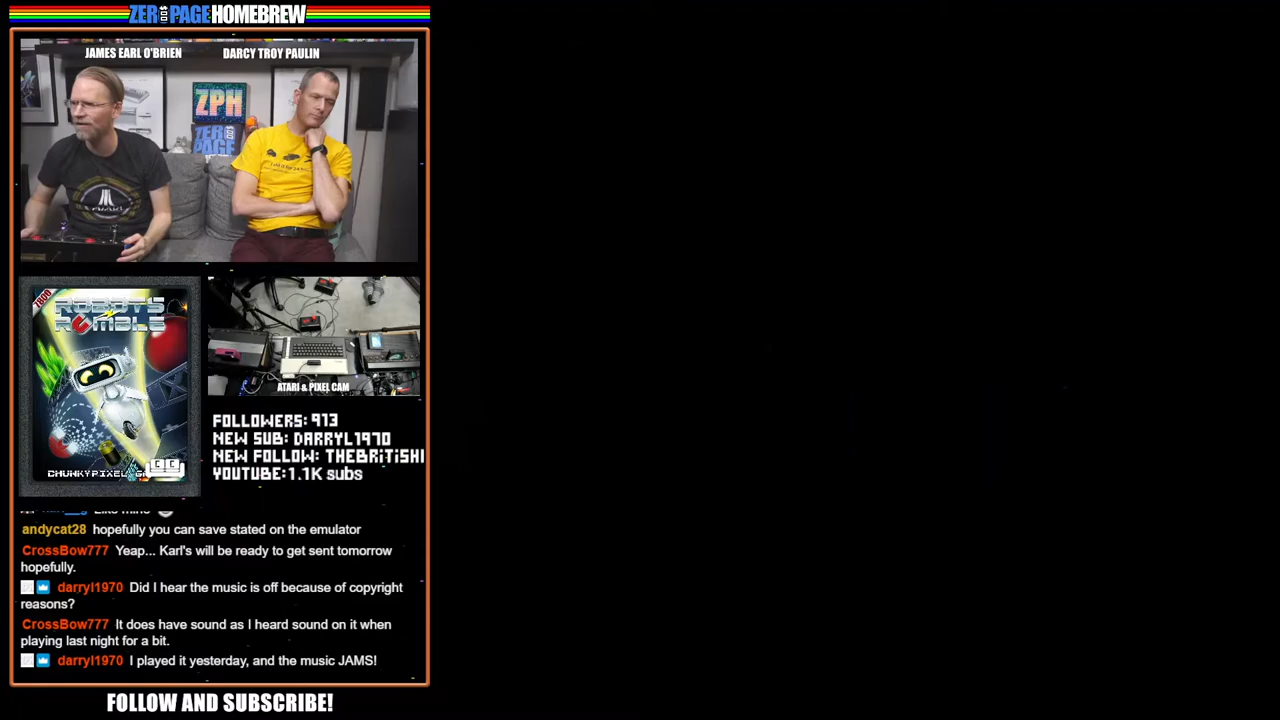 ZEROPAGE HOMEBREW
JAMES EARL O'BRIEN
DARCY TROY PAULIN
ZPH
ZERO
PAGE
ATARI
7800
ROBOTS
RUMBLE
CHUNKYPIXEL
ATARI & PIXEL CAM
FOLLOWERS: 913
NEW SUB: DARRYL1970
NEW FOLLOW: THEBRITISHI
YOUTUBE:1.1K subs
andycat28 hopefully you can save stated on the emulator
CrossBow777 Yeap... Karl's will be ready to get sent tomorrow
hopefully.
darryl1970 Did I hear the music is off because of copyright
reasons?
CrossBow777 It does have sound as I heard sound on it when
playing last night for a bit.
darryl1970 I played it yesterday, and the music JAMS!
FOLLOW AND SUBSCRIBE!